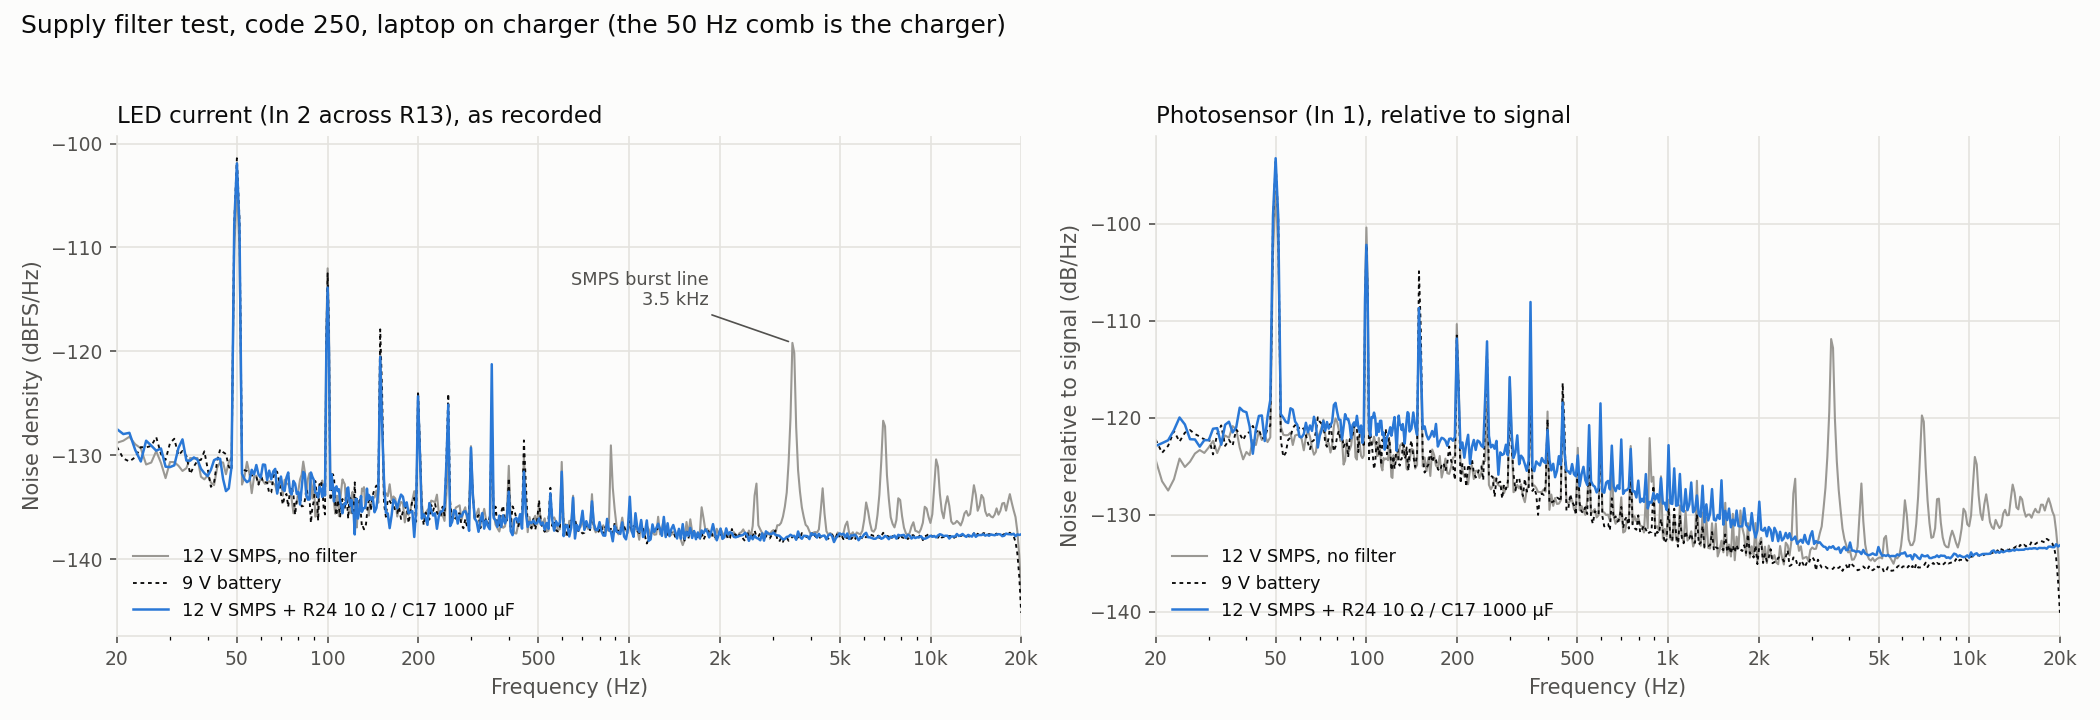 Supply filter test, code 250, laptop on charger (the 50 Hz comb is the charger)
LED current (In 2 across R13), as recorded
Noise density (dBFS/Hz)
−100
−110
−120
−130
−140
SMPS burst line
3.5 kHz
12 V SMPS, no filter
9 V battery
12 V SMPS + R24 10 Ω / C17 1000 µF
20 50 100 200 500 1k 2k 5k 10k 20k
Frequency (Hz)
Photosensor (In 1), relative to signal
Noise relative to signal (dB/Hz)
−100
−110
−120
−130
−140
12 V SMPS, no filter
9 V battery
12 V SMPS + R24 10 Ω / C17 1000 µF
20 50 100 200 500 1k 2k 5k 10k 20k
Frequency (Hz)